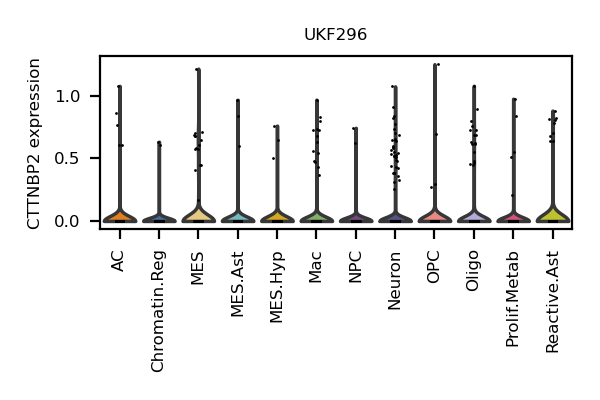 UKF296
CTTNBP2 expression
1.0
0.5
0.0
AC
Chromatin.Reg
MES
MES.Ast
MES.Hyp
Mac
NPC
Neuron
OPC
Oligo
Prolif.Metab
Reactive.Ast